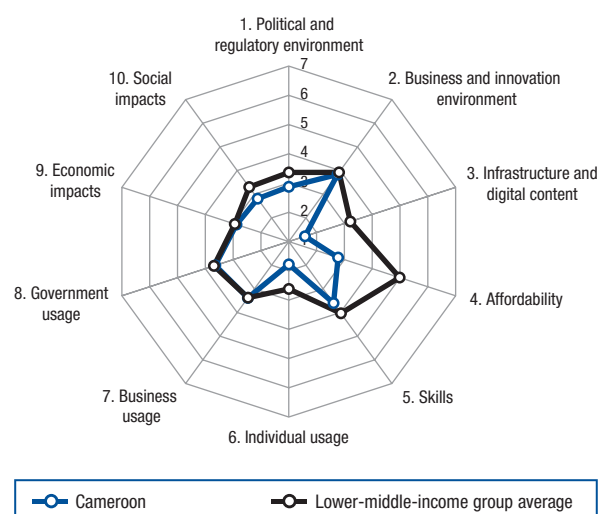 1. Political and
regulatory environment
7
6
5
4
3
2
1
2. Business and innovation
environment
3. Infrastructure and
digital content
4. Affordability
5. Skills
6. Individual usage
7. Business
usage
8. Government
usage
9. Economic
impacts
10. Social
impacts
Cameroon
Lower-middle-income group average